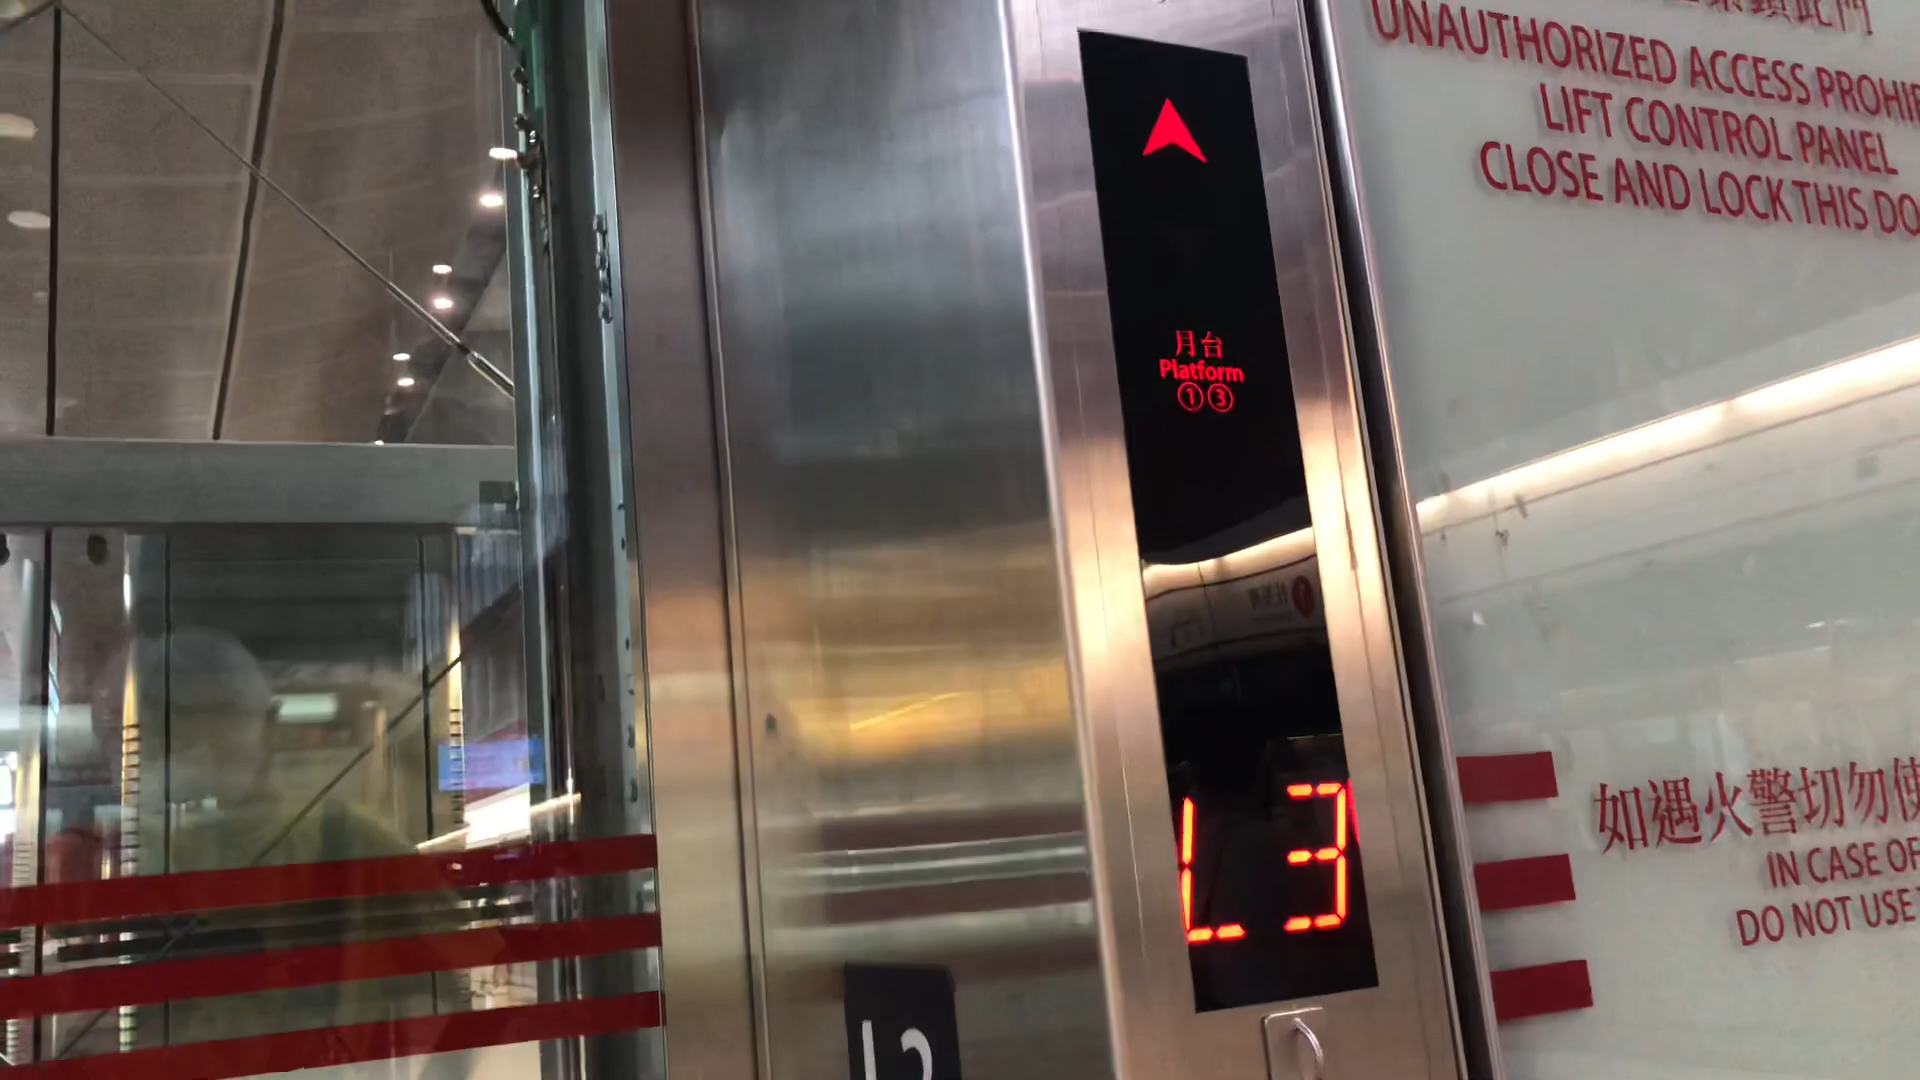 UNAUTHORIZED ACCESS PROHI
LIFT CONTROL PANEL
CLOSE AND LOCK THIS DO
月台
Platform
①③
L3
如遇火警切勿使
IN CASE OF
DO NOT USE